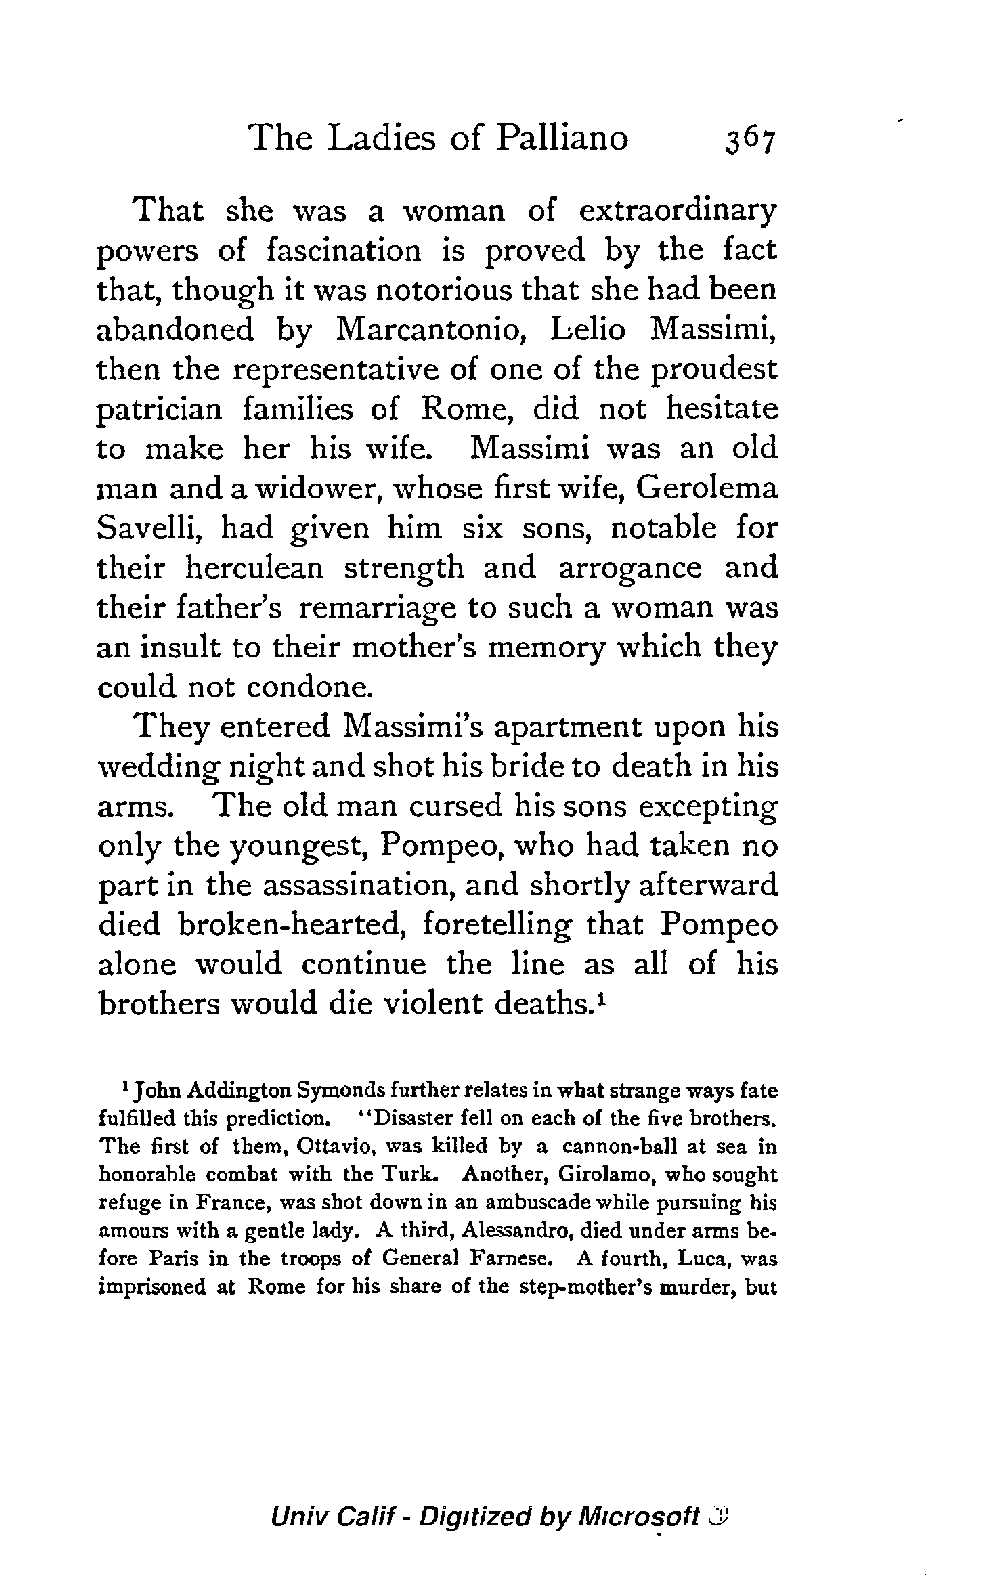 The Ladies of Palliano 367
That she was a woman of extraordinary
powers of fascination is proved by the fact
that, though it was notorious that she had been
abandoned by Marcantonio, Lelio Massimi,
then the representative of one of the proudest
patrician families of Rome, did not hesitate
to make her his wife. Massimi was an old
man and a widower, whose first wife, Gerolema
Savelli, had given him six sons, notable for
their herculean strength and arrogance and
their father's remarriage to such a woman was
an insult to their mother's memory which they
could not condone.
They entered Massimi's apartment upon his
wedding night and shot his bride to death in his
arms. The old man cursed his sons excepting
only the youngest, Pompeo, who had taken no
part in the assassination, and shortly afterward
died broken-hearted, foretelling that Pompeo
alone would continue the line as all of his
brothers would die violent deaths.¹
¹ John Addington Symonds further relates in what strange ways fate
fulfilled this prediction. "Disaster fell on each of the five brothers.
The first of them, Ottavio, was killed by a cannon-ball at sea in
honorable combat with the Turk. Another, Girolamo, who sought
refuge in France, was shot down in an ambuscade while pursuing his
amours with a gentle lady. A third, Alessandro, died under arms be-
fore Paris in the troops of General Farnese. A fourth, Luca, was
imprisoned at Rome for his share of the step-mother's murder, but
Univ Calif - Digitized by Microsoft ®